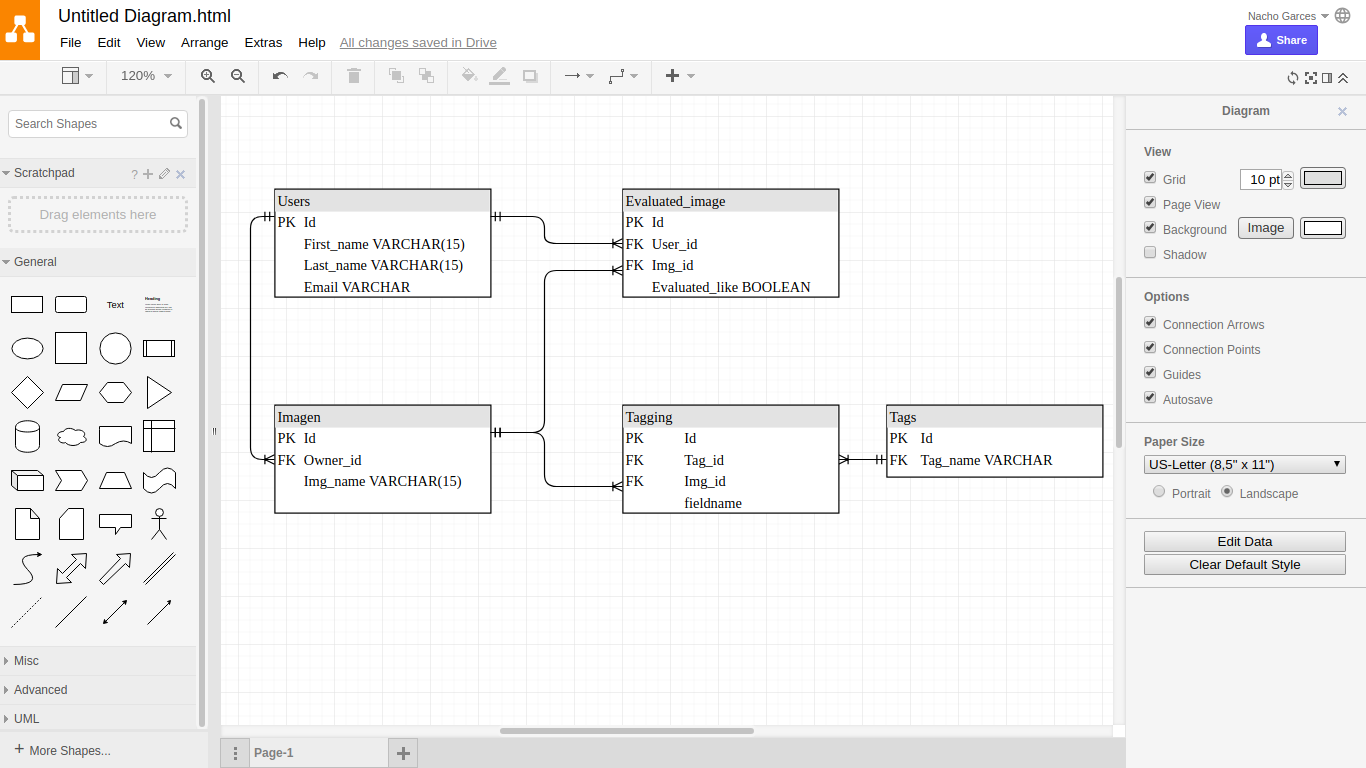 Untitled Diagram.html
Nacho Garces
File Edit View Arrange Extras Help All changes saved in Drive
Share
120%
Search Shapes
Scratchpad
?
Drag elements here
General
Text
Heading
Misc
Advanced
UML
+ More Shapes...
Users
PK Id
First_name VARCHAR(15)
Last_name VARCHAR(15)
Email VARCHAR
Evaluated_image
PK Id
FK User_id
FK Img_id
Evaluated_like BOOLEAN
Imagen
PK Id
FK Owner_id
Img_name VARCHAR(15)
Tagging
PK Id
FK Tag_id
FK Img_id
fieldname
Tags
PK Id
FK Tag_name VARCHAR
Page-1
Diagram
View
Grid 10 pt
Page View
Background Image
Shadow
Options
Connection Arrows
Connection Points
Guides
Autosave
Paper Size
US-Letter (8,5" x 11")
Portrait Landscape
Edit Data
Clear Default Style